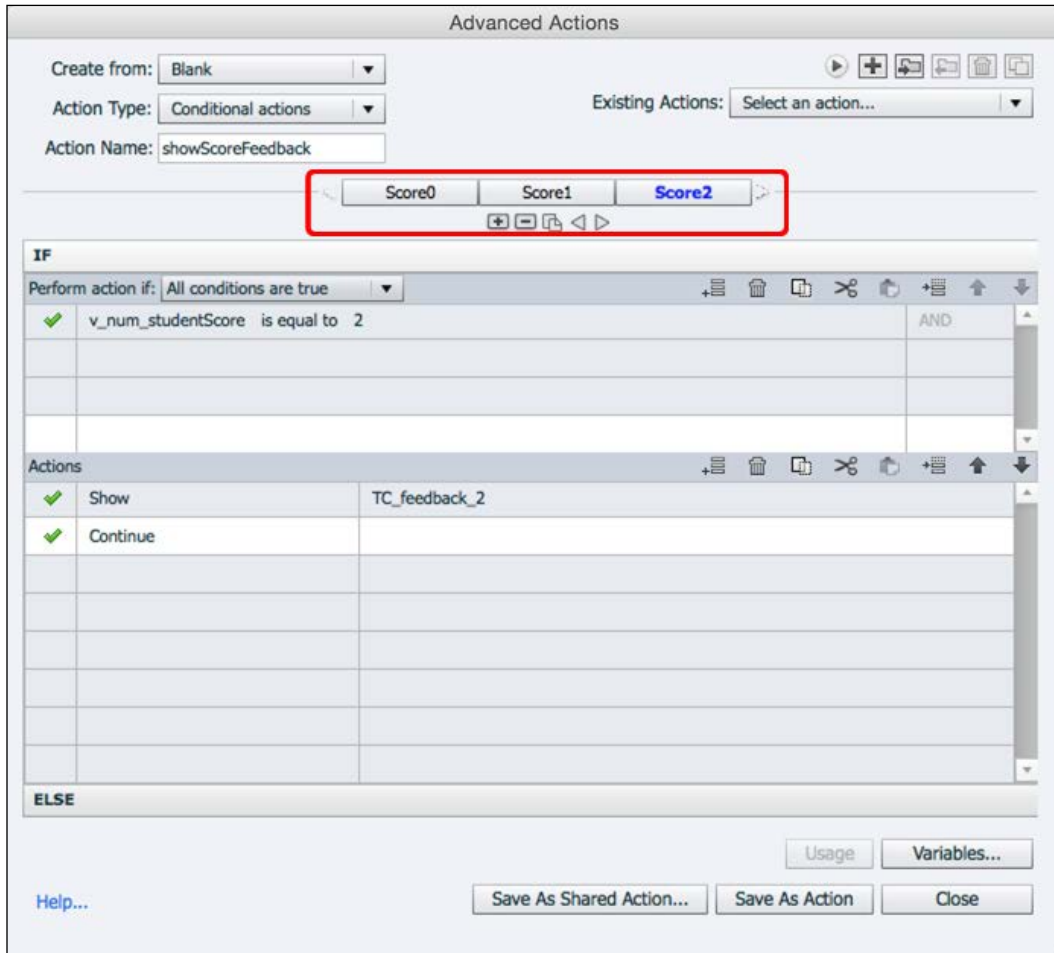 Advanced Actions
Create from: Blank
Action Type: Conditional actions
Existing Actions: Select an action...
Action Name: showScoreFeedback
Score0 Score1 Score2
IF
Perform action if: All conditions are true
v_num_studentScore is equal to 2 AND
Actions
Show TC_feedback_2
Continue
ELSE
Usage Variables...
Help... Save As Shared Action... Save As Action Close